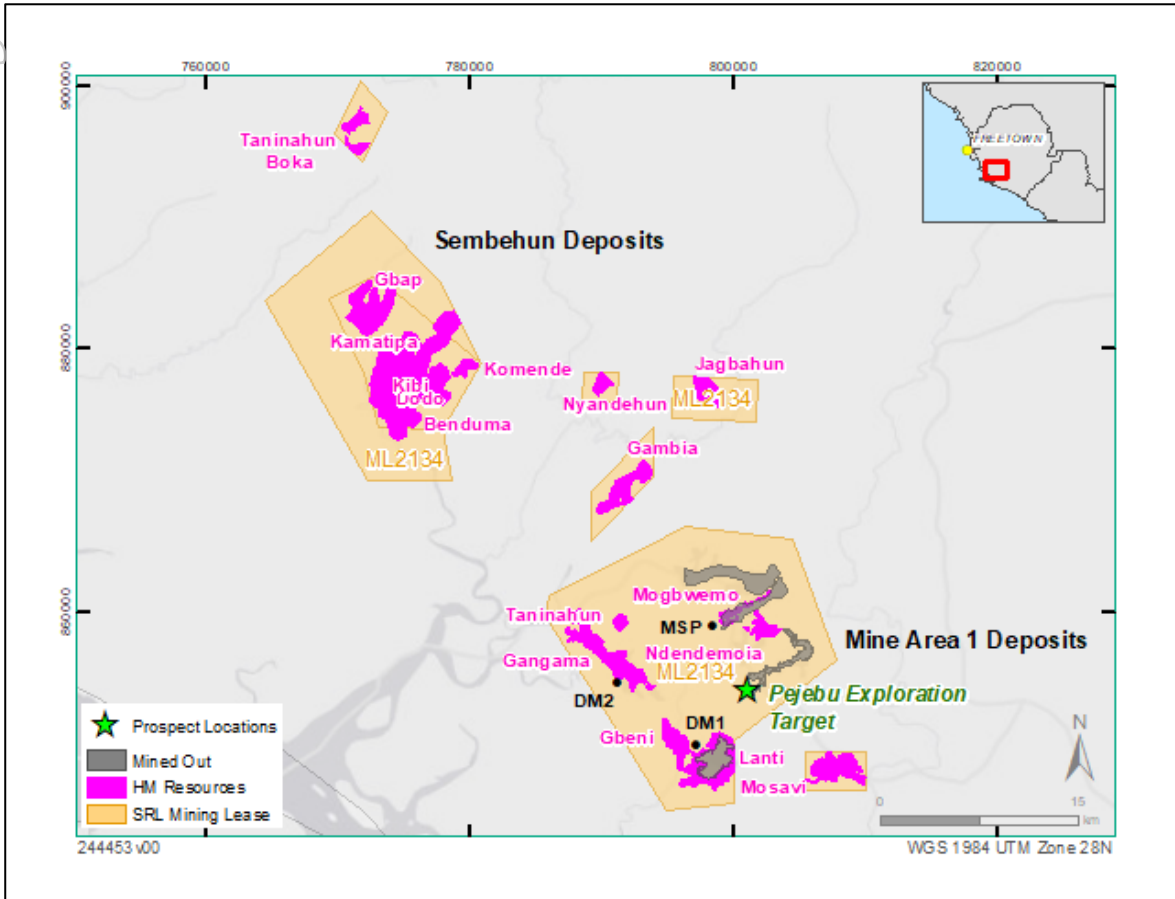 760000
780000
800000
820000
900000
FREETOWN
Taninahun
Boka
Sembehun Deposits
Gbap
880000
Kamatipa
Komende
Jagbahun
Kibi
Dodo
Nyandehun
ML2134
Benduma
Gambia
ML2134
Mogbwemo
860000
Taninahun
MSP
Mine Area 1 Deposits
Ndendemoia
Gangama
ML2134
Pejebu Exploration
Target
DM2
DM1
N
Gbeni
Lanti
Mosavi
Prospect Locations
Mined Out
HM Resources
SRL Mining Lease
0
15
km
244453v00
WGS 1984 UTM Zone 28N